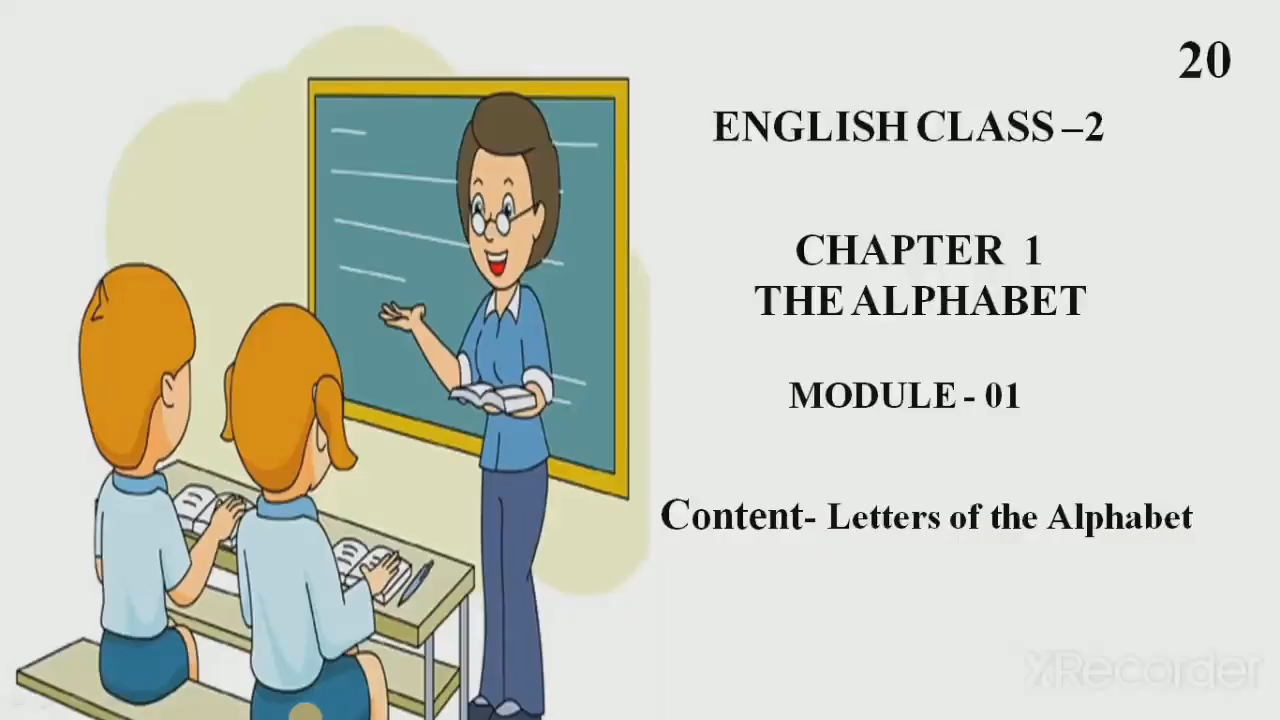 20
ENGLISH CLASS –2
CHAPTER 1
THE ALPHABET
MODULE - 01
Content- Letters of the Alphabet
XRecorder